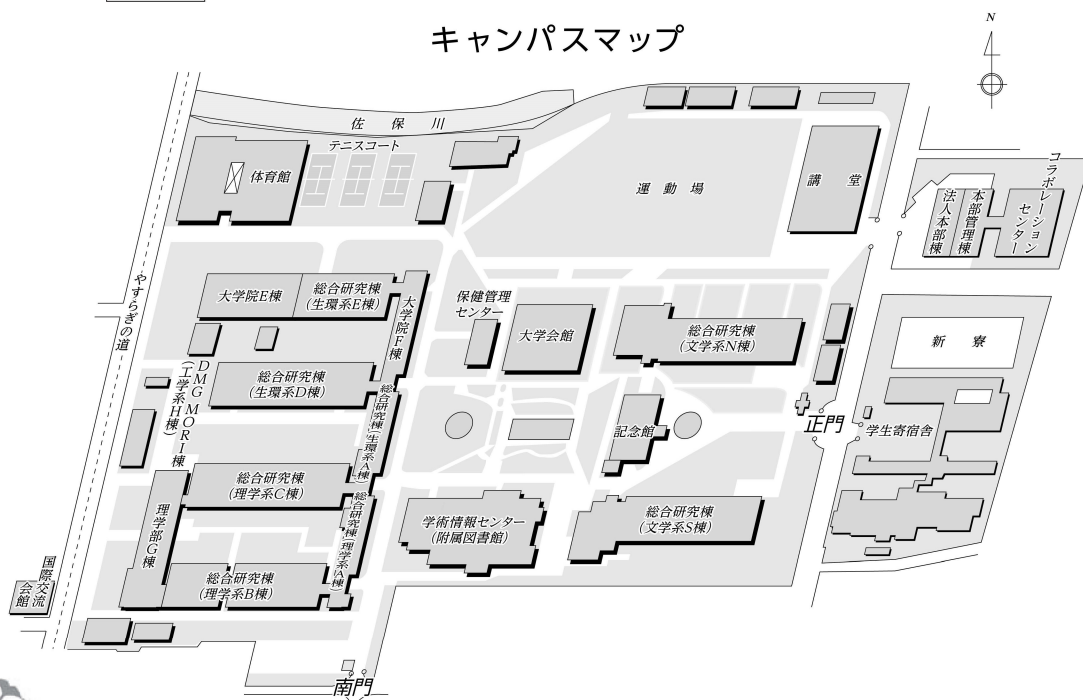 キャンパスマップ
N
佐保川
テニスコート
体育館
運動場
講堂
コラボレーション
センター
本部管理棟
法人本部棟
やすらぎの道
大学院E棟
総合研究棟
(生環系E棟)
大学院F棟
保健管理
センター
大学会館
総合研究棟
(文学系N棟)
新寮
DMG MORI棟
(工学系H棟)
総合研究棟
(生環系D棟)
総合研究棟(生環系A棟)
記念館
正門
学生寄宿舎
総合研究棟
(理学系C棟)
総合研究棟(理学系A棟)
理学部G棟
学術情報センター
(附属図書館)
総合研究棟
(文学系S棟)
国際交流
会館
総合研究棟
(理学系B棟)
南門